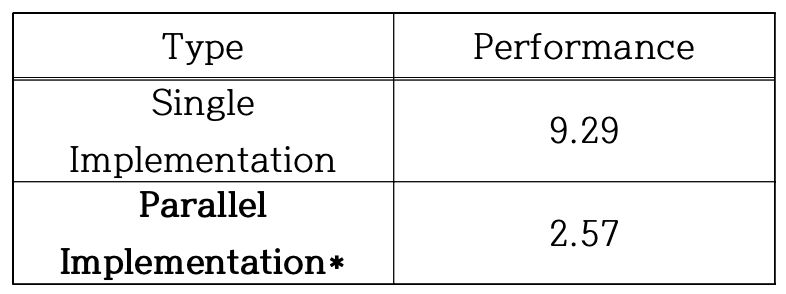 Type Performance
Single
Implementation
9.29
Parallel
Implementation*
2.57